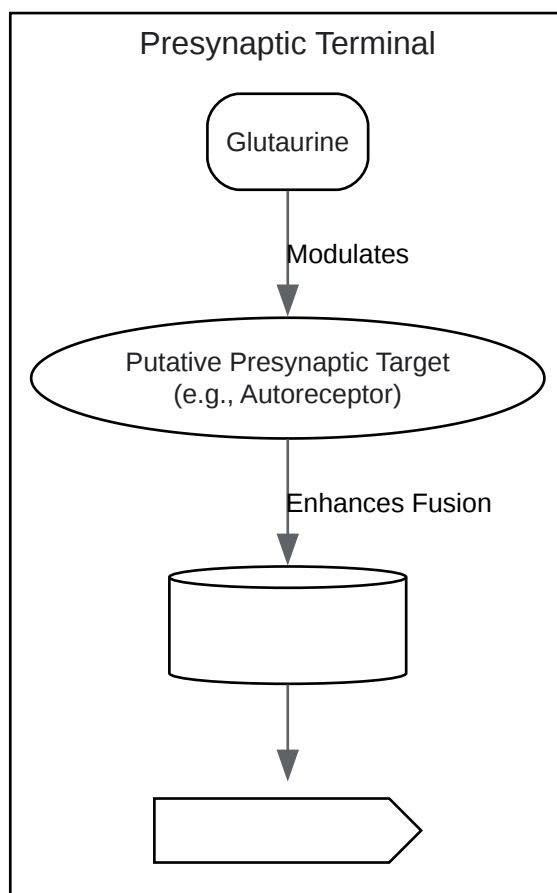 Presynaptic Terminal
Glutaurine
Modulates
Putative Presynaptic Target
(e.g., Autoreceptor)
Enhances Fusion